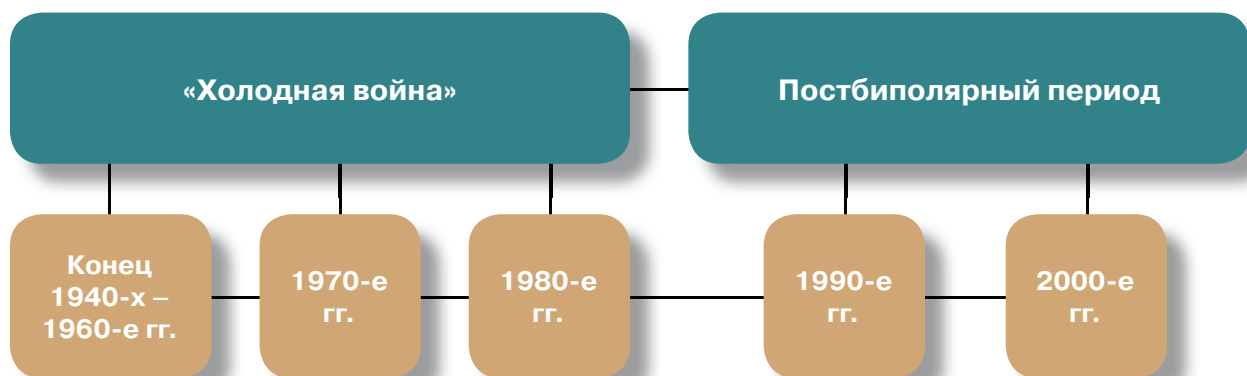 «Холодная война»
Постбиполярный период
Конец
1940-х –
1960-е гг.
1970-е
гг.
1980-е
гг.
1990-е
гг.
2000-е
гг.